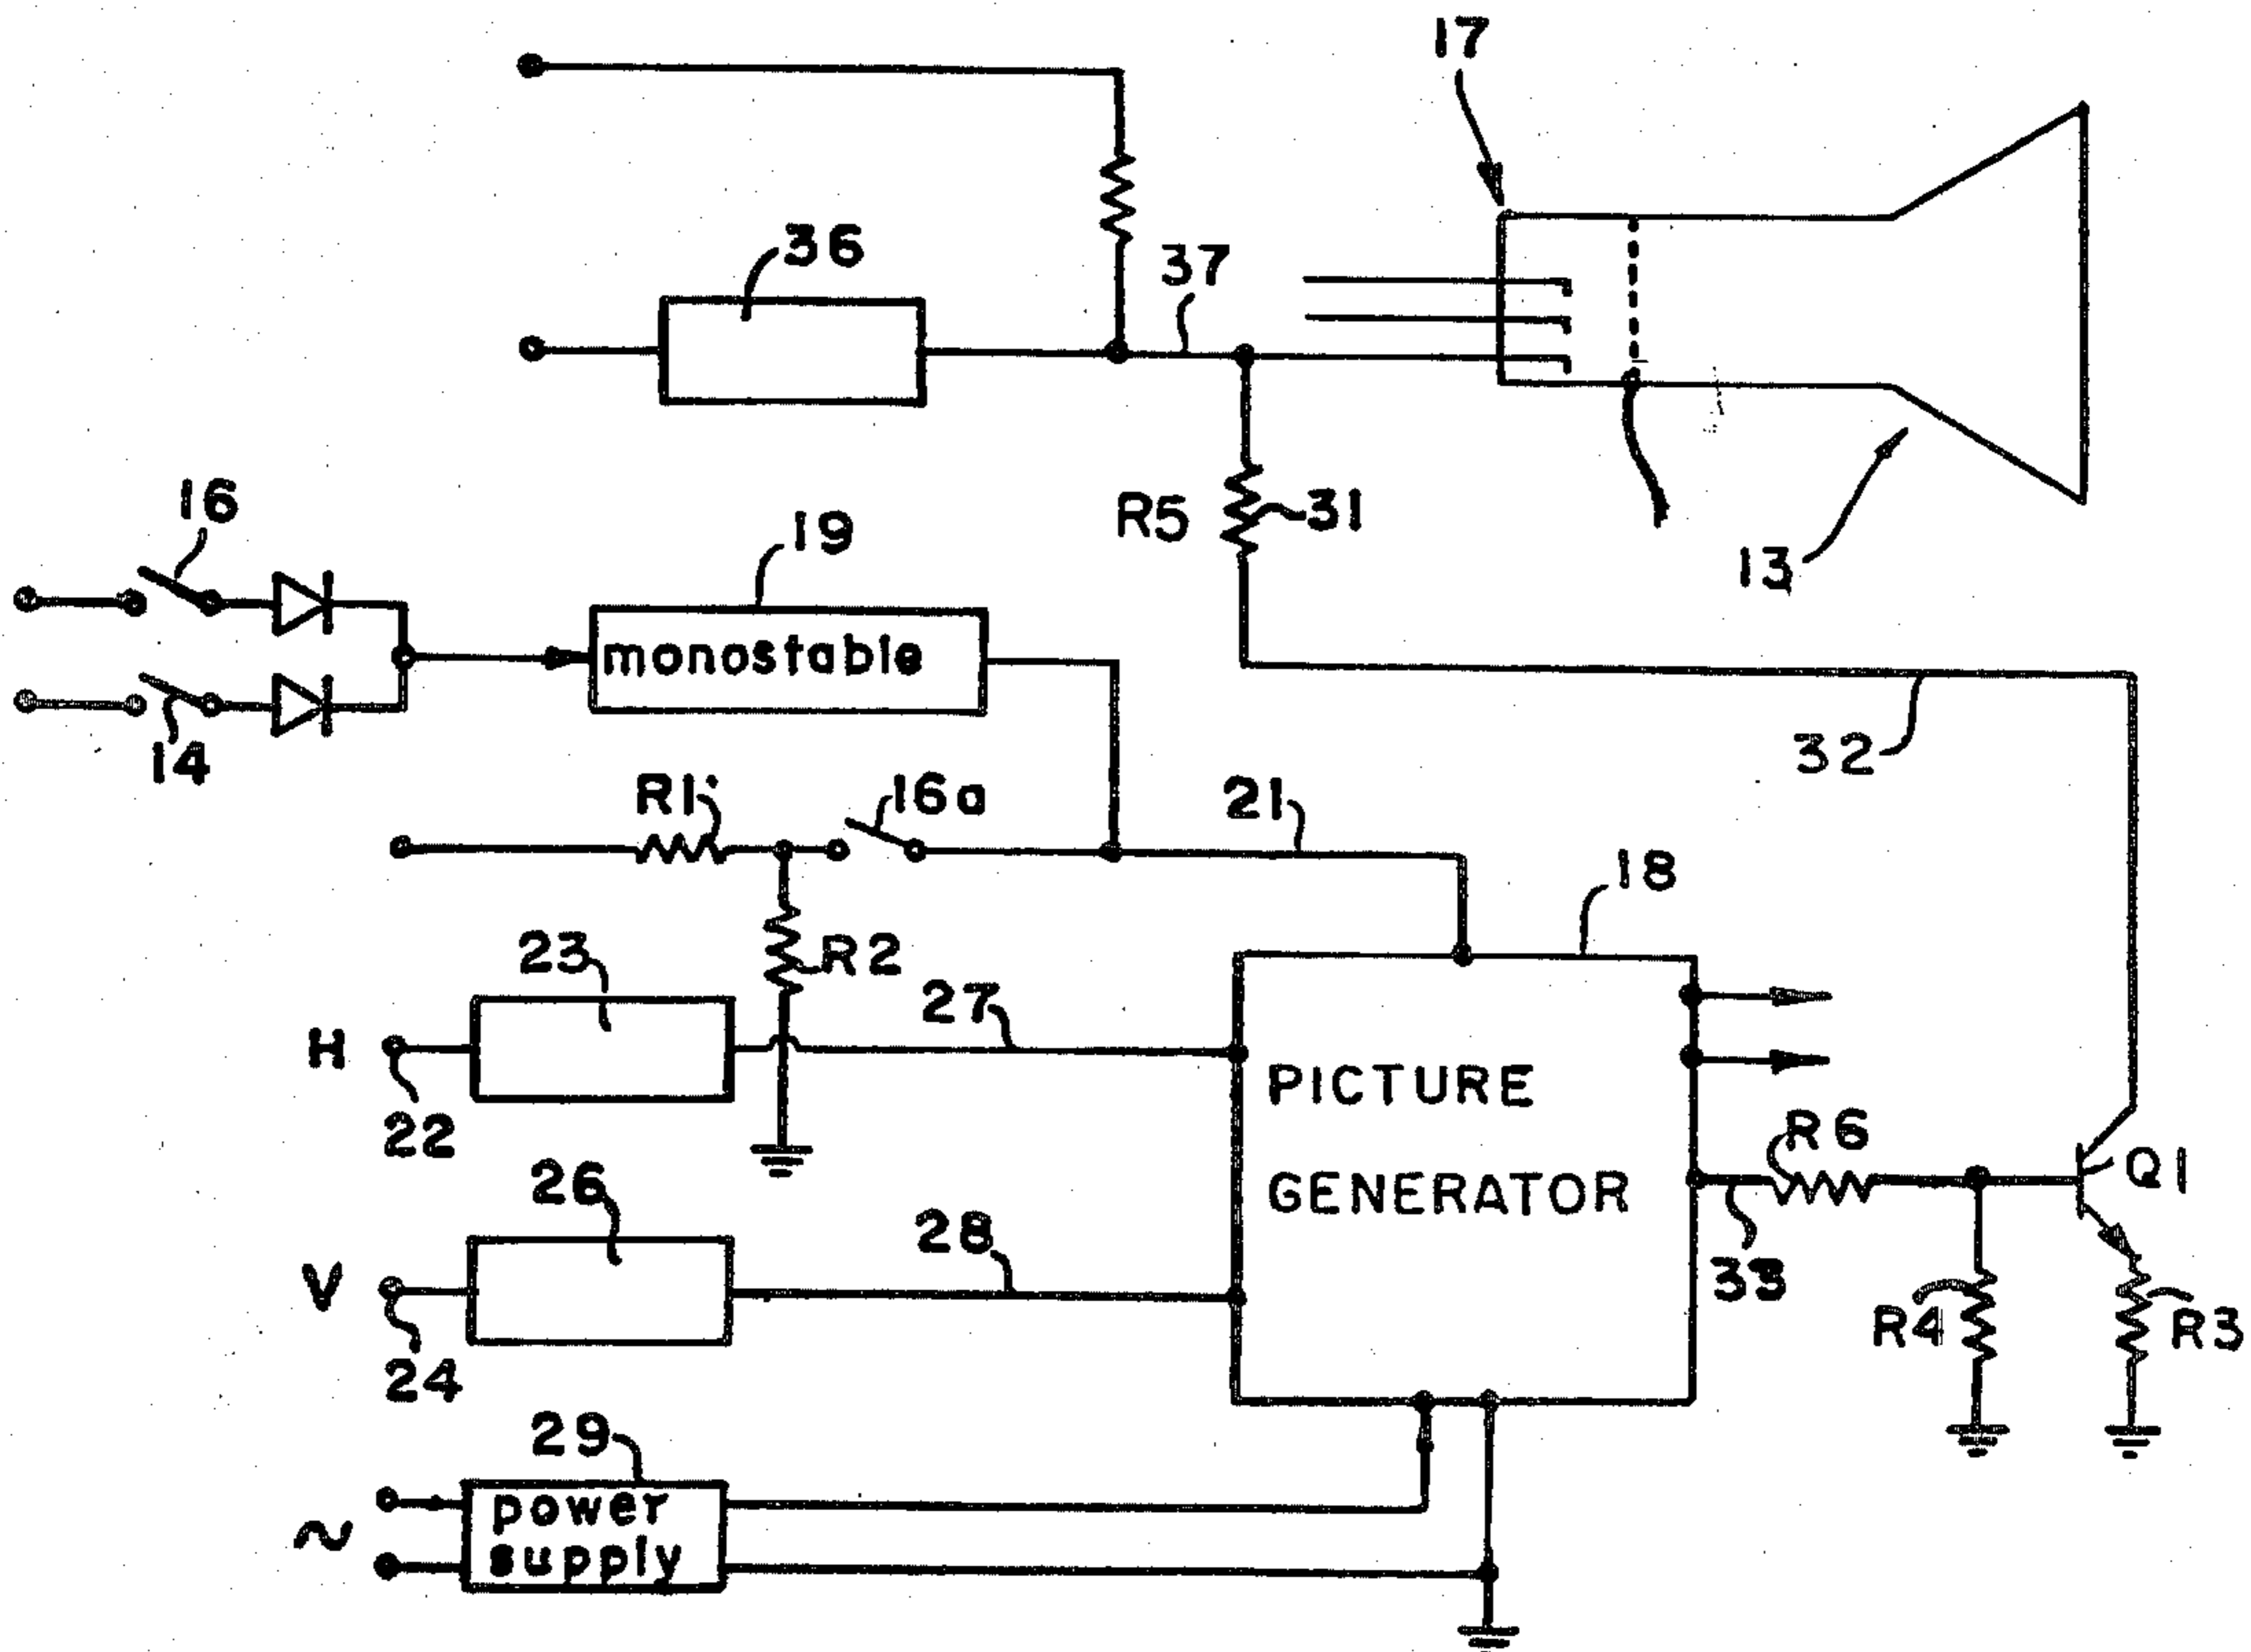 17
36
37
16
19
R5
31
13
monostable
14
32
R1
16a
21
18
23
R2
27
H
22
PICTURE
GENERATOR
R6
Q1
26
28
33
V
24
R4
R3
29
power
supply
~